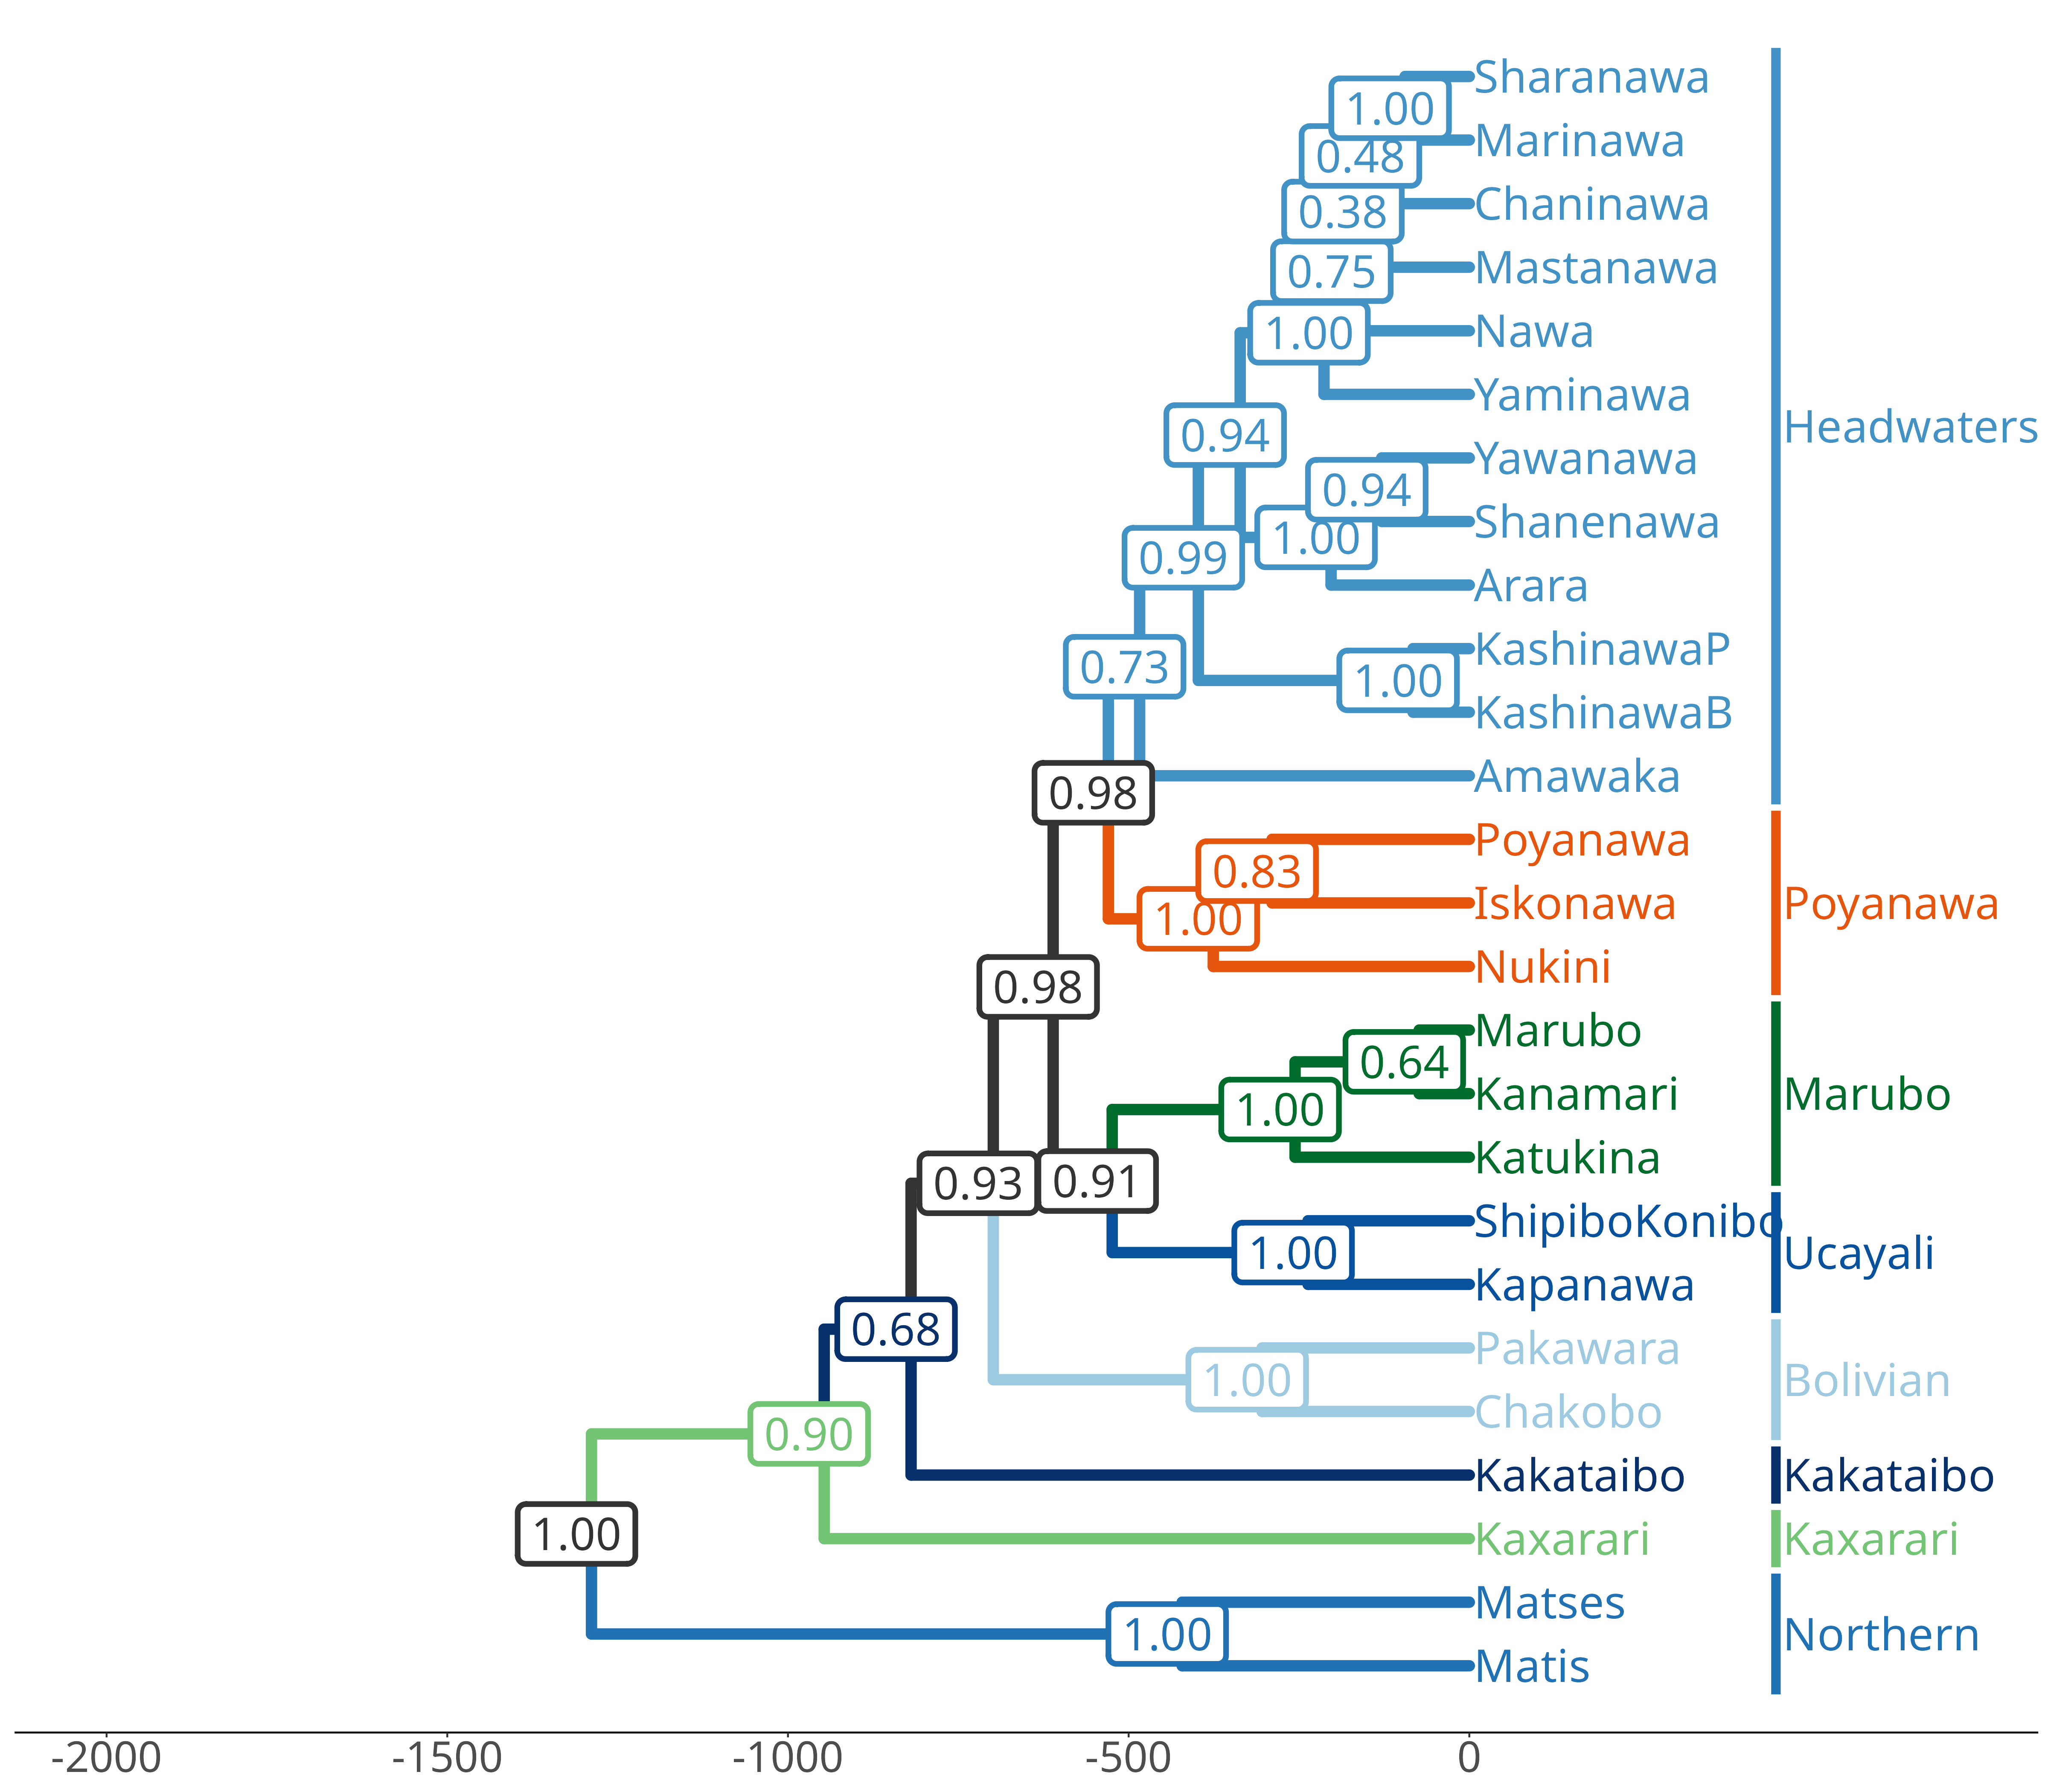 Sharanawa
1.00
Marinawa
0.48
Chaninawa
0.38
Mastanawa
0.75
Nawa
1.00
Yaminawa
Headwaters
0.94
Yawanawa
0.94
Shanenawa
1.00
0.99
Arara
KashinawaP
0.73
1.00
KashinawaB
Amawaka
0.98
Poyanawa
0.83
Iskonawa
Poyanawa
1.00
Nukini
0.98
Marubo
0.64
Kanamari
Marubo
1.00
Katukina
0.93
0.91
ShipiboKonibo
1.00
Ucayali
Kapanawa
0.68
Pakawara
1.00
Bolivian
Chakobo
0.90
Kakataibo
Kakataibo
1.00
Kaxarari
Kaxarari
Matses
1.00
Northern
Matis
-2000
-1500
-1000
-500
0